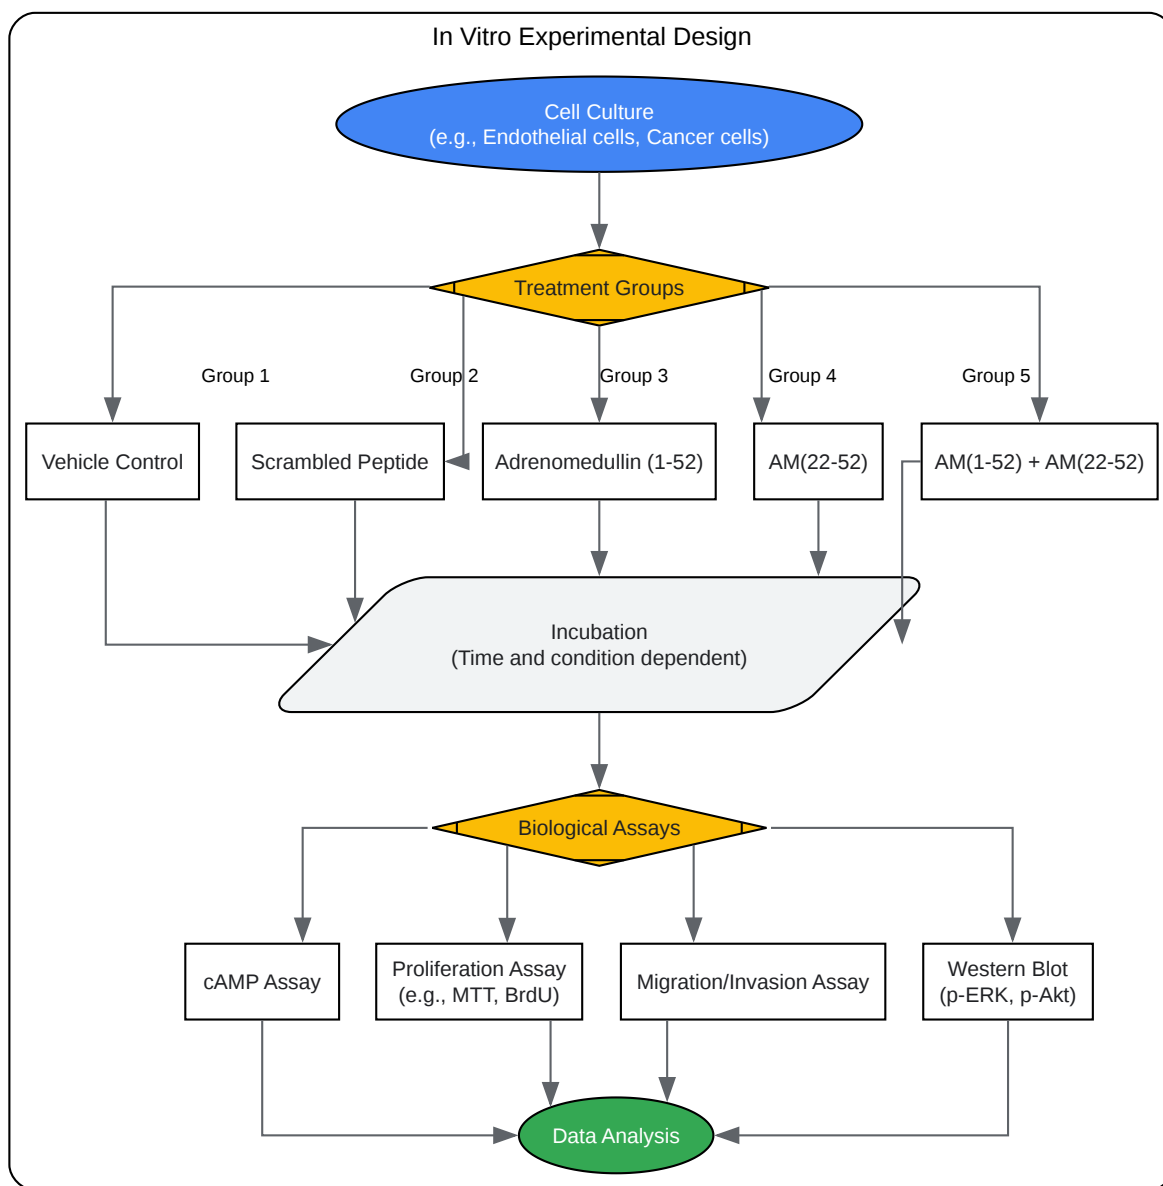 In Vitro Experimental Design
Cell Culture
(e.g., Endothelial cells, Cancer cells)
Treatment Groups
Group 1
Group 2
Group 3
Group 4
Group 5
Vehicle Control
Scrambled Peptide
Adrenomedullin (1-52)
AM(22-52)
AM(1-52) + AM(22-52)
Incubation
(Time and condition dependent)
Biological Assays
cAMP Assay
Proliferation Assay
(e.g., MTT, BrdU)
Migration/Invasion Assay
Western Blot
(p-ERK, p-Akt)
Data Analysis